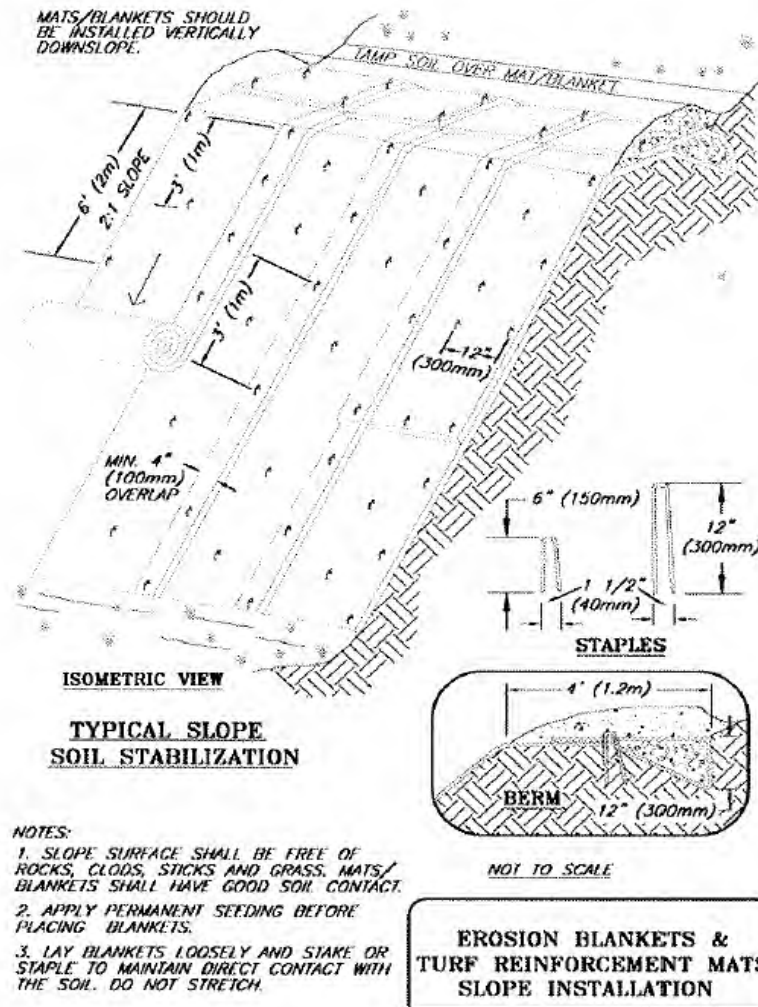 MATS/BLANKETS SHOULD
BE INSTALLED VERTICALLY
DOWNSLOPE.
TAMP SOIL OVER MAT/BLANKET
6' (2m)
2:1 SLOPE
3' (1m)
3' (1m)
12"
(300mm)
MIN. 4"
(100mm)
OVERLAP
6" (150mm)
12"
(300mm)
1 1/2"
(40mm)
STAPLES
ISOMETRIC VIEW
TYPICAL SLOPE
SOIL STABILIZATION
4' (1.2m)
BERM
12" (300mm)
NOT TO SCALE
NOTES:
1. SLOPE SURFACE SHALL BE FREE OF
ROCKS, CLODS, STICKS AND GRASS. MATS/
BLANKETS SHALL HAVE GOOD SOIL CONTACT.
2. APPLY PERMANENT SEEDING BEFORE
PLACING BLANKETS.
3. LAY BLANKETS LOOSELY AND STAKE OR
STAPLE TO MAINTAIN DIRECT CONTACT WITH
THE SOIL. DO NOT STRETCH.
EROSION BLANKETS &
TURF REINFORCEMENT MATS
SLOPE INSTALLATION